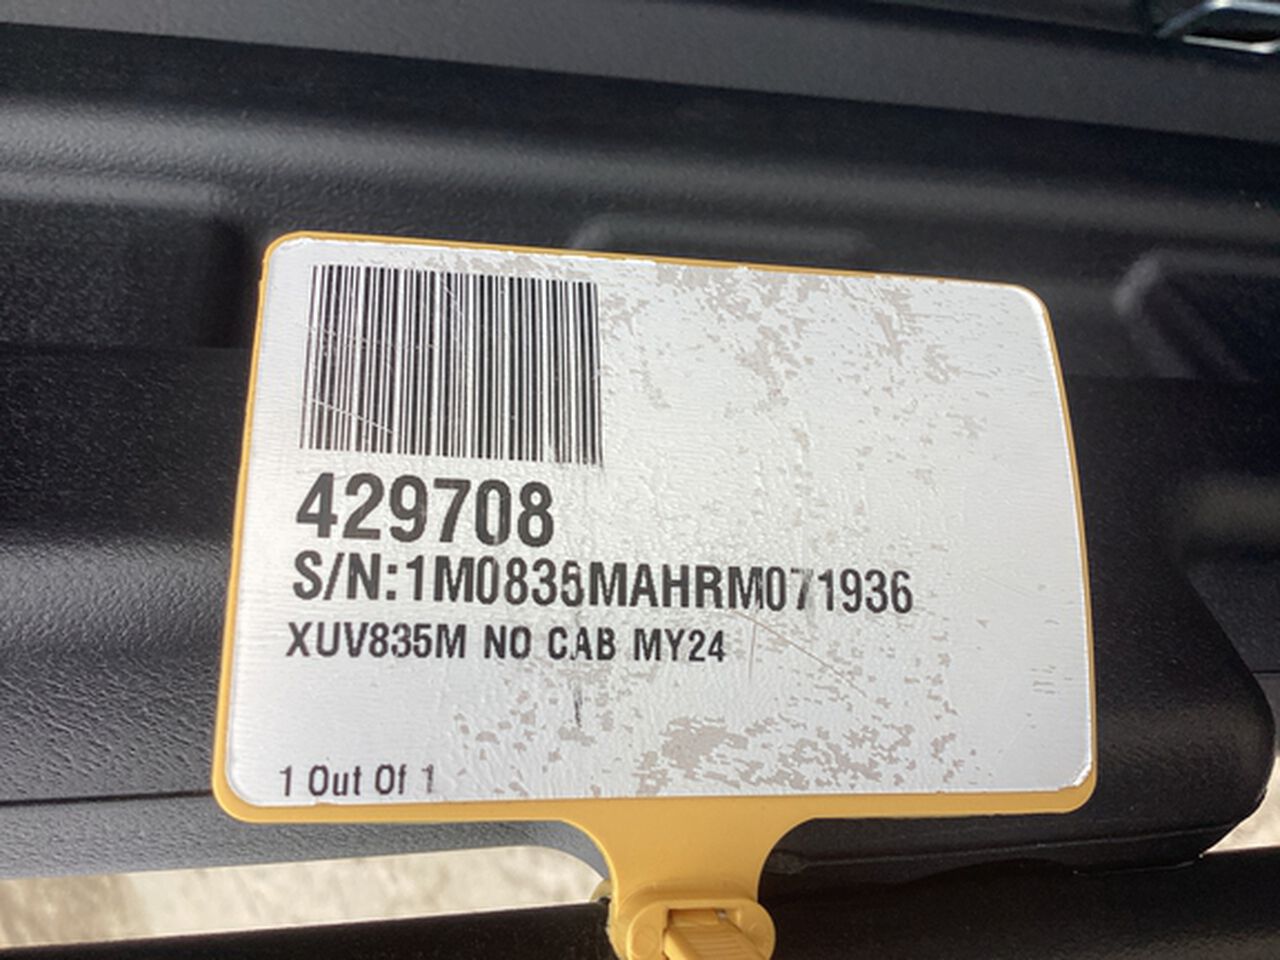 429708
S/N:1M0835MAHRM071936
XUV835M NO CAB MY24
1 Out Of 1